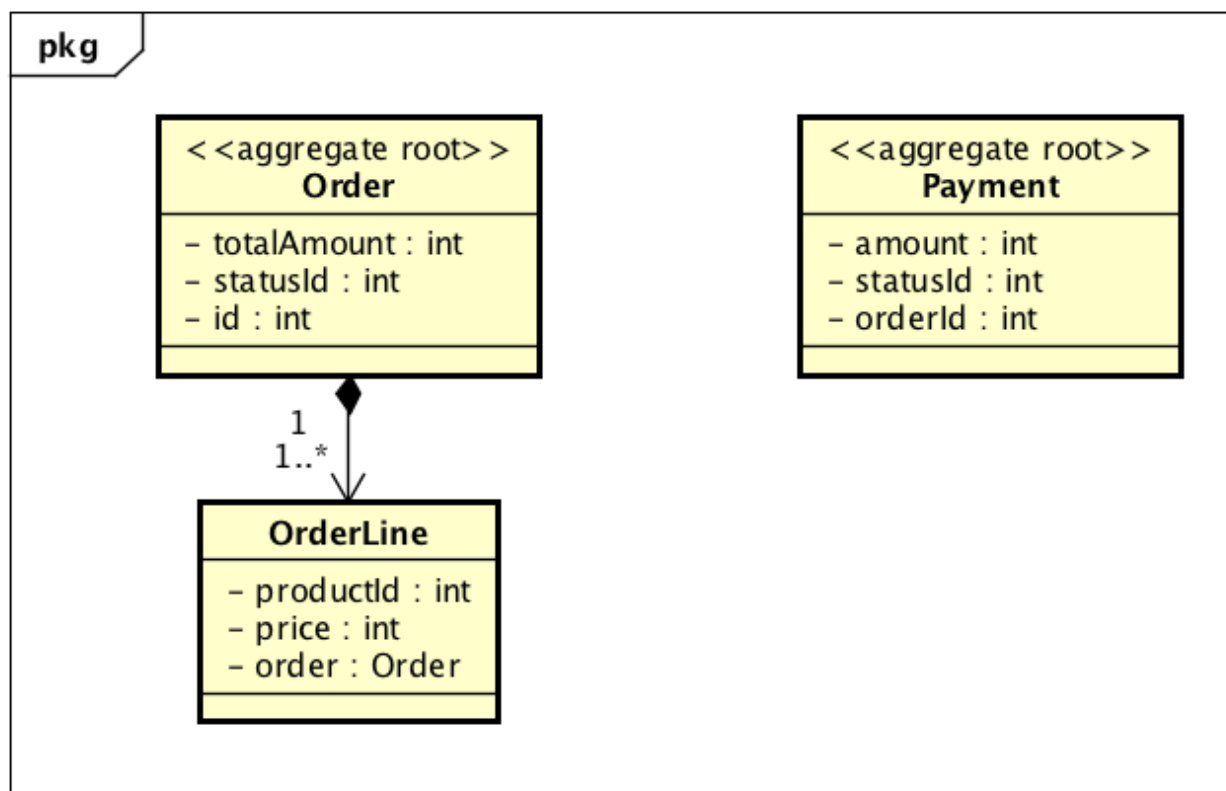 pkg
<<aggregate root>>
Order
- totalAmount : int
- statusId : int
- id : int
<<aggregate root>>
Payment
- amount : int
- statusId : int
- orderId : int
1
1..*
OrderLine
- productId : int
- price : int
- order : Order